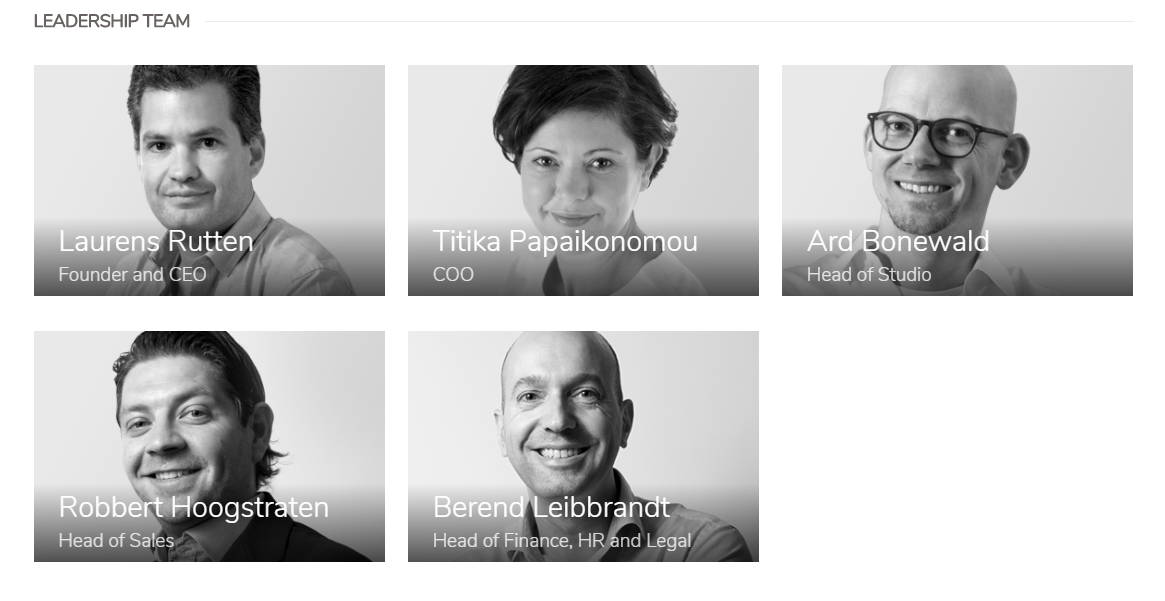 LEADERSHIP TEAM
Laurens Rutten
Founder and CEO
Titika Papaikonomou
COO
Ard Bonewald
Head of Studio
Robbert Hoogstraten
Head of Sales
Berend Leibbrandt
Head of Finance, HR and Legal